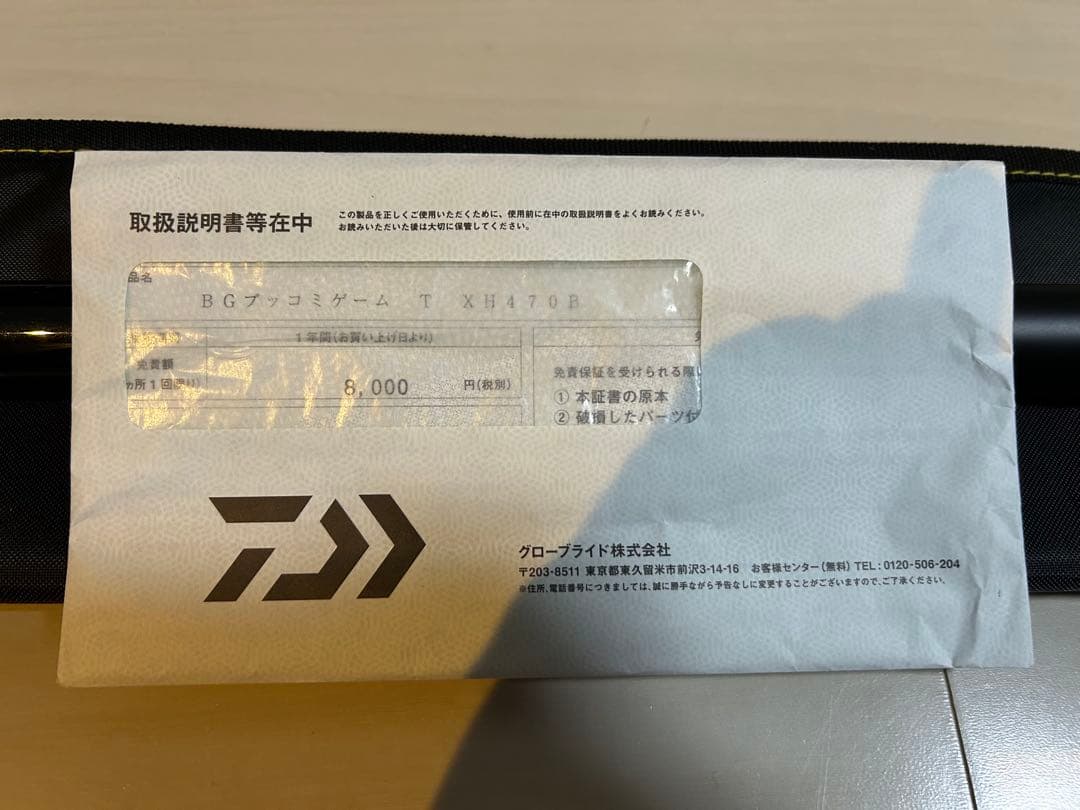 取扱説明書等在中
この製品を正しくご使用いただくために、使用前に在中の取扱説明書をよくお読みください。
お読みいただいた後は大切に保管してください。
品名
BGブッコミゲーム T XH470B
1年間(お買い上げ日より)
免責額
カ所1回限り)
8,000 円(税別)
免責保証を受けられる際
① 本証書の原本
② 破損したパーツ
グローブライド株式会社
〒203-8511 東京都東久留米市前沢3-14-16 お客様センター(無料) TEL:0120-506-204
※住所、電話番号につきましては、誠に勝手ながら予告なしに変更することがございますので、ご了承ください。